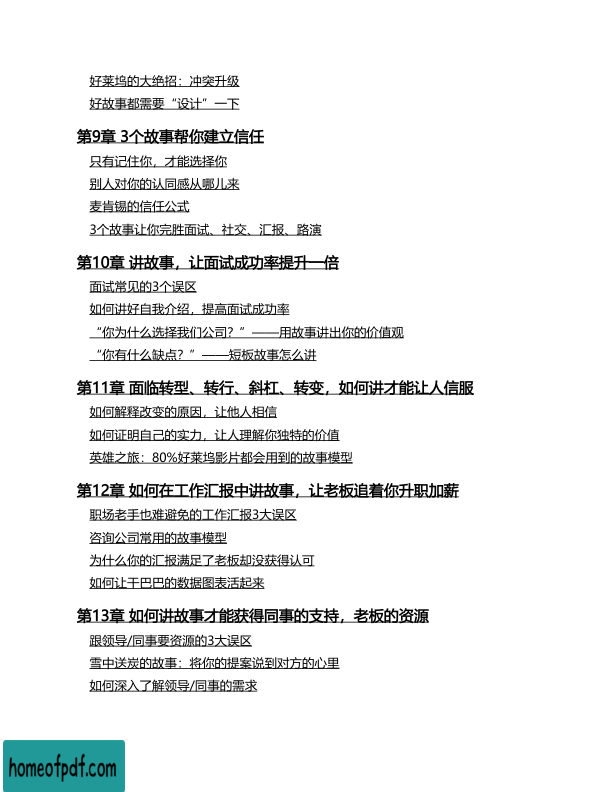 好莱坞的大绝招：冲突升级
好故事都需要“设计”一下
第9章 3个故事帮你建立信任
只有记住你，才能选择你
别人对你的认同感从哪儿来
麦肯锡的信任公式
3个故事让你完胜面试、社交、汇报、路演
第10章 讲故事，让面试成功率提升一倍
面试常见的3个误区
如何讲好自我介绍，提高面试成功率
“你为什么选择我们公司？”——用故事讲出你的价值观
“你有什么缺点？”——短板故事怎么讲
第11章 面临转型、转行、斜杠、转变，如何讲才能让人信服
如何解释改变的原因，让他人相信
如何证明自己的实力，让人理解你独特的价值
英雄之旅：80%好莱坞影片都会用到的故事模型
第12章 如何在工作汇报中讲故事，让老板追着你升职加薪
职场老手也难避免的工作汇报3大误区
咨询公司常用的故事模型
为什么你的汇报满足了老板却没获得认可
如何让干巴巴的数据图表活起来
第13章 如何讲故事才能获得同事的支持，老板的资源
跟领导/同事要资源的3大误区
雪中送炭的故事：将你的提案说到对方的心里
如何深入了解领导/同事的需求
homeofpdf.com